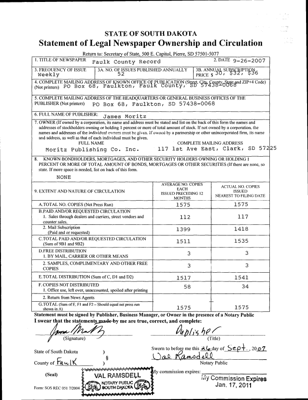 STATE OF SOUTH DAKOTA
Statement of Legal Newspaper Ownership and Circulation
Return to: Secretary of State, 500 E. Capitol, Pierre, SD 57501-5077
1. TITLE OF NEWSPAPER Faulk County Record 2. DATE 9-26-2007
3. FREQUENCY OF ISSUE Weekly 3A. NO. OF ISSUES PUBLISHED ANNUALLY 52 3B. ANNUAL SUBSCRIPTION PRICE $ 30, $32, $36
4. COMPLETE MAILING ADDRESS OF KNOWN OFFICE OF PUBLICATION (Street, City, County, State and ZIP+4 Code)
(Not printers) PO Box 68, Faulkton, Faulk County, SD 57438-0068
5. COMPLETE MAILING ADDRESS OF THE HEADQUARTERS OR GENERAL BUSINESS OFFICES OF THE
PUBLISHER (Not printers) PO Box 68, Faulkton, SD 57438-0068
6. FULL NAME OF PUBLISHER: James Moritz
7. OWNER (If owned by a corporation, its name and address must be stated and list on the back of this form the names and
addresses of stockholders owning or holding 1 percent or more of total amount of stock. If not owned by a corporation, the
names and addresses of the individual owners must be given. If owned by a partnership or other unincorporated firm, its name
and address, as well as that of each individual must be given.
FULL NAME COMPLETE MAILING ADDRESS
Moritz Publishing Co. Inc. 117 1st Ave East, Clark, SD 57225
8. KNOWN BONDHOLDERS, MORTGAGES, AND OTHER SECURITY HOLDERS OWNING OR HOLDING 1
PERCENT OR MORE OF TOTAL AMOUNT OF BONDS, MORTGAGES OR OTHER SECURITIES (If there are none, so
state. If more space is needed, list on back of this form.
NONE
9. EXTENT AND NATURE OF CIRCULATION AVERAGE NO. COPIES EACH ISSUED PRECEDING 12 MONTHS ACTUAL NO. COPIES ISSUED NEAREST TO FILING DATE
A. TOTAL NO. COPIES (Net Press Run) 1575 1575
B. PAID AND/OR REQUESTED CIRCULATION
1. Sales through dealers and carriers, street vendors and counter sales. 112 117
2. Mail Subscription (Paid and or requested) 1399 1418
C. TOTAL PAID AND/OR REQUESTED CIRCULATION (Sum of 9B1 and 9B2) 1511 1535
D. FREE DISTRIBUTION
1. BY MAIL, CARRIER OR OTHER MEANS 3 3
2. SAMPLES, COMPLIMENTARY AND OTHER FREE COPIES 3 3
E. TOTAL DISTRIBUTION (Sum of C, D1 and D2) 1517 1541
F. COPIES NOT DISTRIBUTED
1. Office use, left over, unaccounted, spoiled after printing 58 34
2. Return from News Agents
G. TOTAL (Sum of E, F1 and F2 - Should equal net press run shown in A) 1575 1575
Statement must be signed by Publisher, Business Manager, or Owner in the presence of a Notary Public
I swear that the statements made by me are true, correct, and complete:
Publisher
(Signature) (Title)
State of South Dakota )
County of Faulk )
Sworn to before me this 26 day of Sept, 2007
Val Ramsdell
Notary Public
(Seal)
VAL RAMSDELL
NOTARY PUBLIC
SOUTH DAKOTA
My commission expires:
My Commission Expires
Jan. 17, 2011